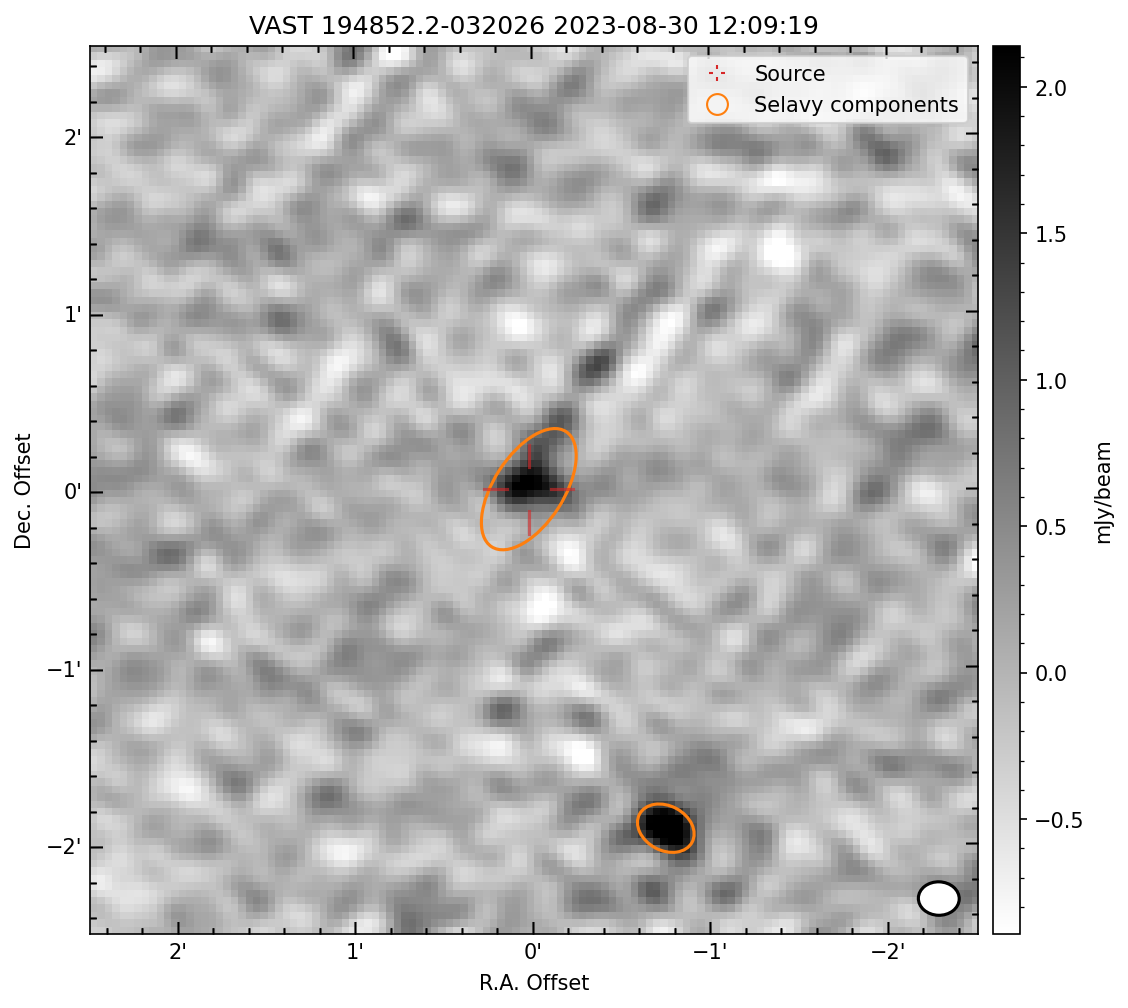 VAST 194852.2-032026 2023-08-30 12:09:19
Source
Selavy components
2'
1'
0'
−1'
−2'
Dec. Offset
2'
1'
0'
−1'
−2'
R.A. Offset
2.0
1.5
1.0
0.5
0.0
−0.5
mJy/beam